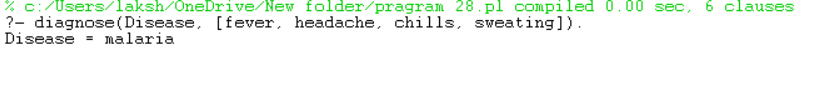 % c:/Users/laksh/OneDrive/New folder/pragram 28.pl compiled 0.00 sec, 6 clauses
?- diagnose(Disease, [fever, headache, chills, sweating]).
Disease = malaria